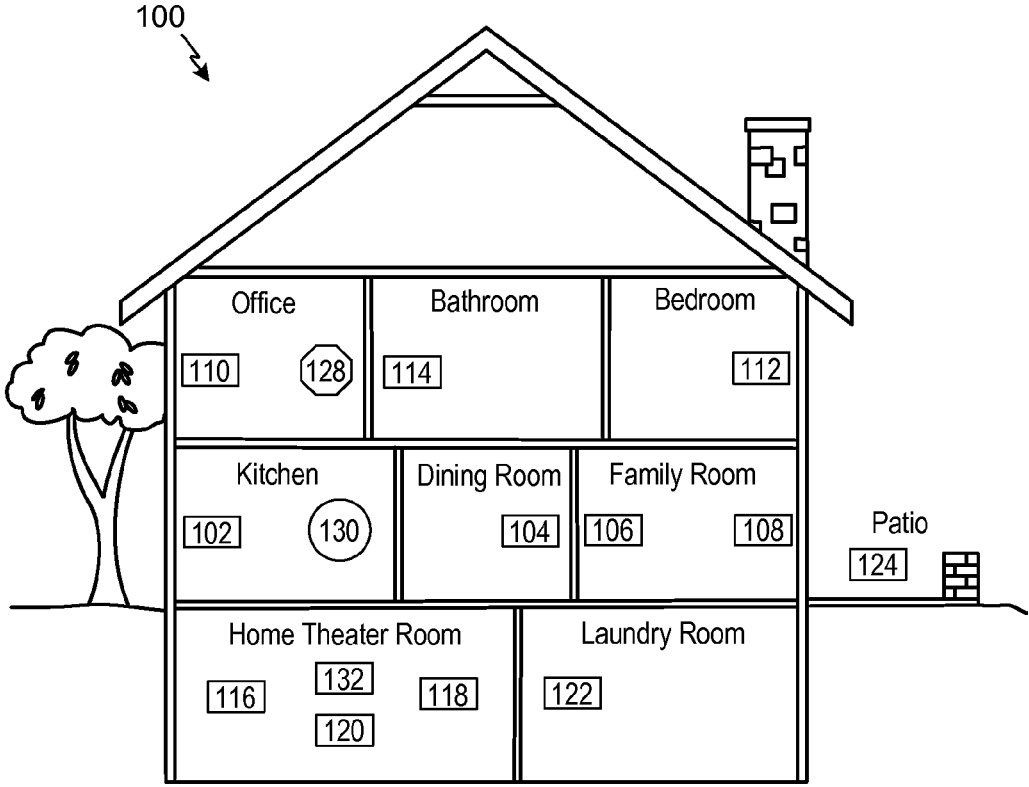 100
Office
Bathroom
Bedroom
110
128
114
112
Kitchen
Dining Room
Family Room
102
130
104
106
108
Patio
124
Home Theater Room
Laundry Room
116
132
118
122
120